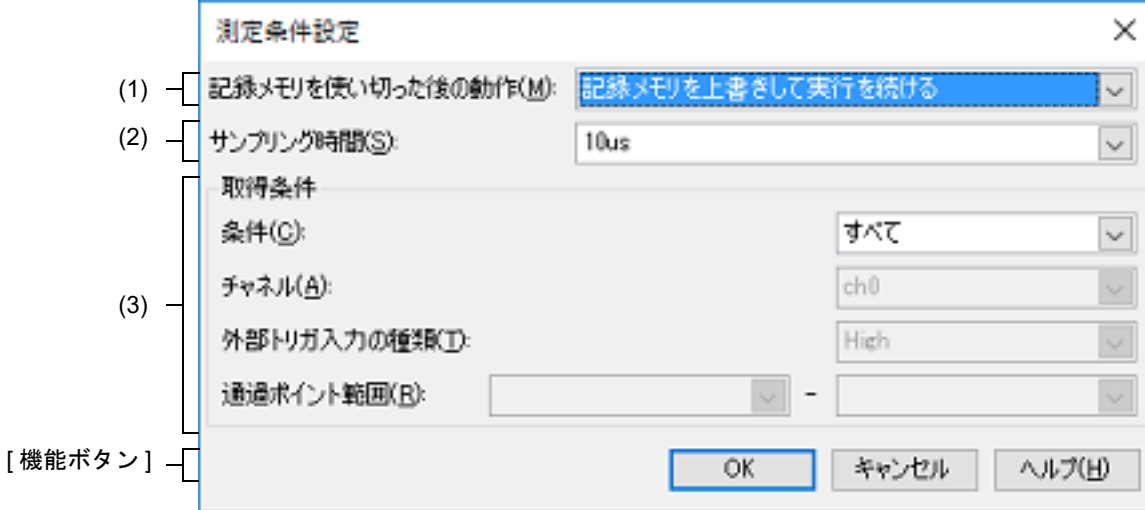 測定条件設定
(1) 記録メモリを使い切った後の動作(M): 記録メモリを上書きして実行を続ける
(2) サンプリング時間(S): 10us
取得条件
条件(C): すべて
チャネル(A): ch0
(3)
外部トリガ入力の種類(T): High
通過ポイント範囲(R): -
[ 機能ボタン ] OK キャンセル ヘルプ(H)